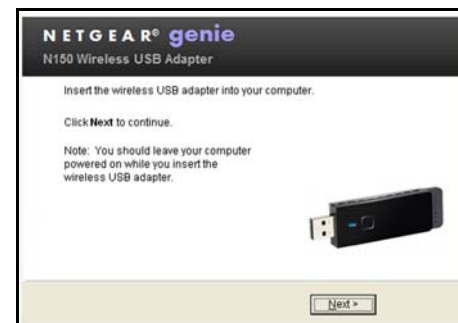 NETGEAR® genie
N150 Wireless USB Adapter
Insert the wireless USB adapter into your computer.
Click Next to continue.
Note: You should leave your computer
powered on while you insert the
wireless USB adapter.
Next >